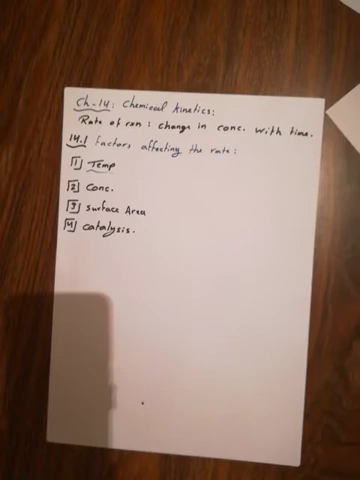 Ch-14: Chemical kinetics:
Rate of rxn : change in conc. with time.
14.1 Factors affecting the rate:
1 Temp
2 Conc.
3 Surface Area
4 Catalysis.